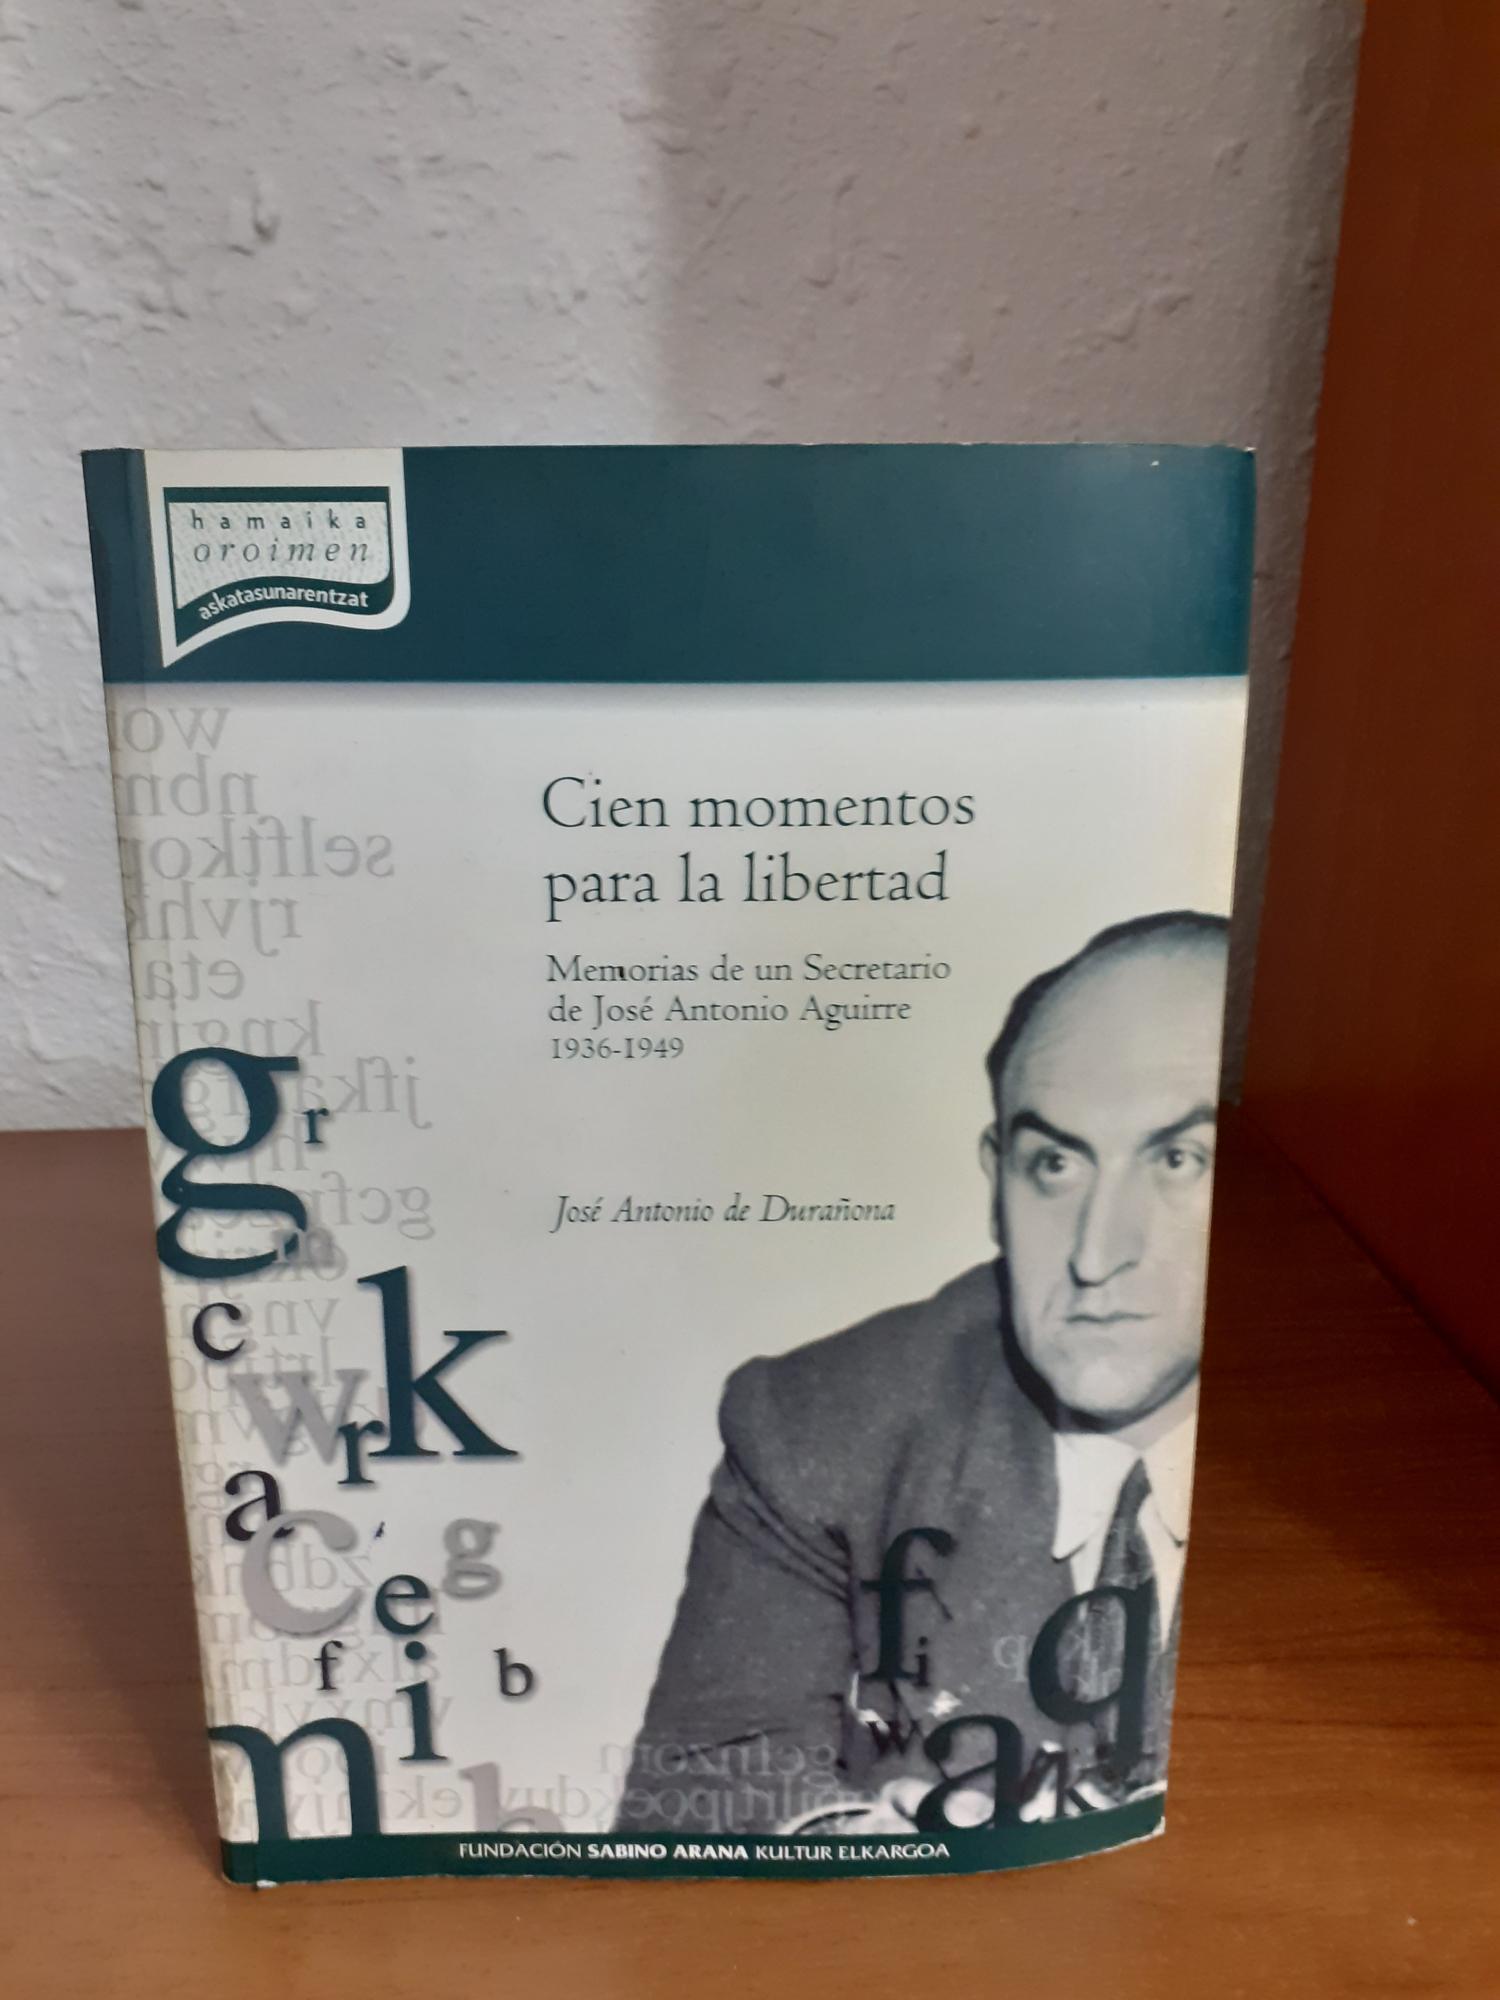 hamaika
oroimen
askatasunarentzat
Cien momentos
para la libertad
Memorias de un Secretario
de José Antonio Aguirre
1936-1949
José Antonio de Durañona
g
r
c
k
w
r
a
c
g
e
f
i
b
m
h
f
i
q
w
a
k
FUNDACIÓN SABINO ARANA KULTUR ELKARGOA